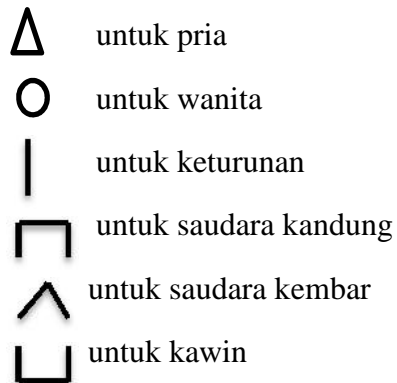 untuk pria
untuk wanita
untuk keturunan
untuk saudara kandung
untuk saudara kembar
untuk kawin